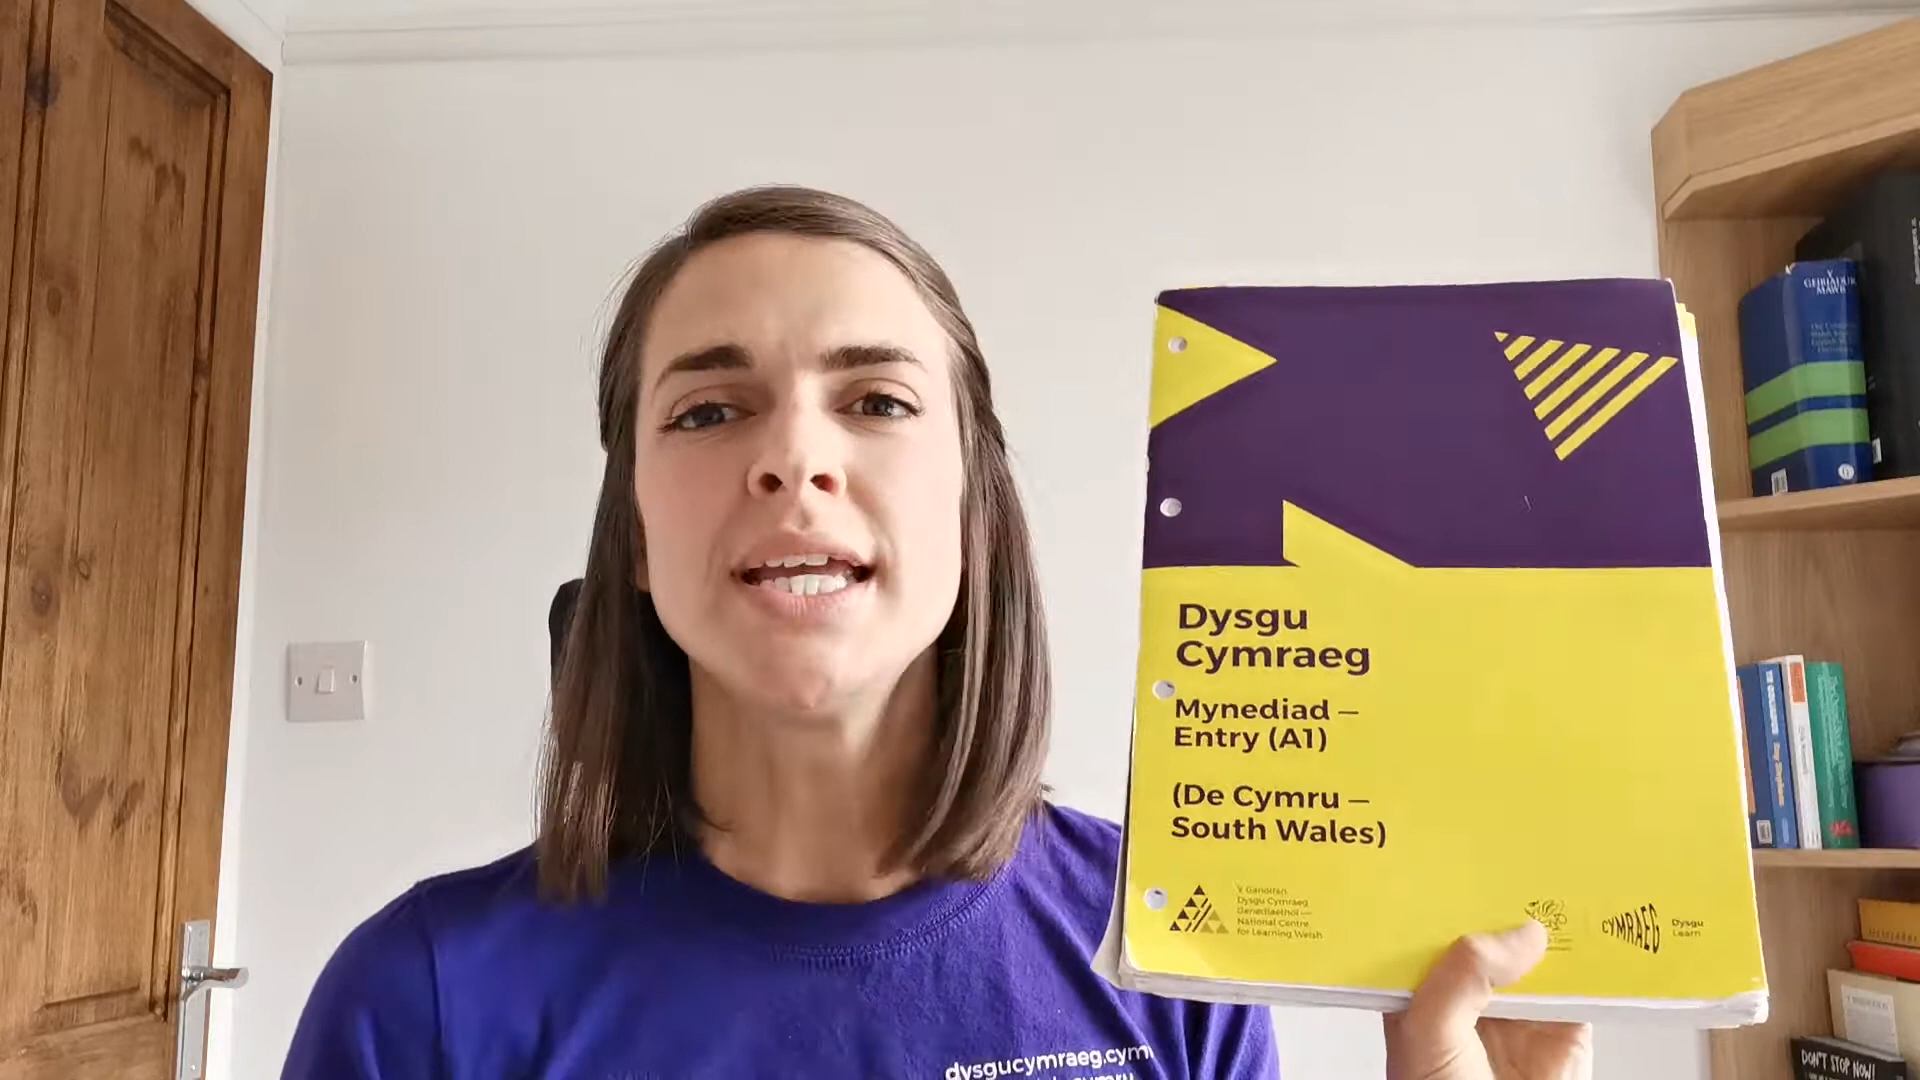 Dysgu
Cymraeg
Mynediad —
Entry (A1)
(De Cymru —
South Wales)
Y Ganolfan
Dysgu Cymraeg
Genedlaethol —
National Centre
for Learning Welsh
CYMRAEG
Dysgu
Learn
dysgucymraeg.cym
Y
GEIRIADUR
MAWR
DON'T STOP NOW!